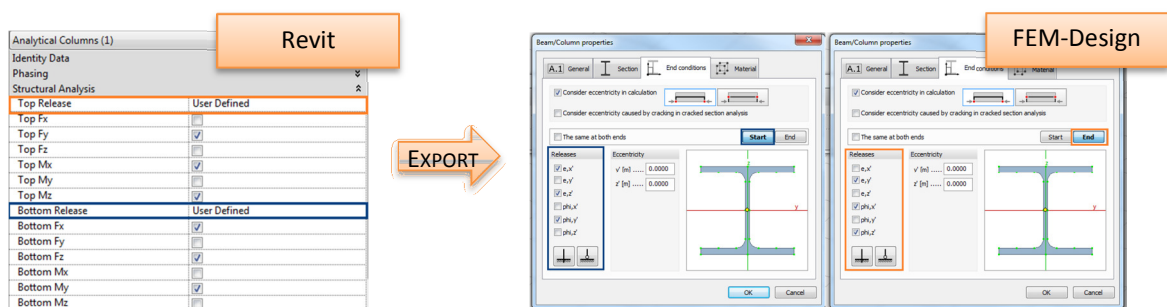 Revit
Analytical Columns (1)
Identity Data
Phasing
Structural Analysis
Top Release User Defined
Top Fx
Top Fy
Top Fz
Top Mx
Top My
Top Mz
Bottom Release User Defined
Bottom Fx
Bottom Fy
Bottom Fz
Bottom Mx
Bottom My
Bottom Mz
EXPORT
Beam/Column properties
A.1 General Section End conditions Material
Consider eccentricity in calculation
Consider eccentricity caused by cracking in cracked section analysis
The same at both ends Start End
Releases Eccentricity
e,x' y' [m] ..... 0.0000
e,y' z' [m] ..... 0.0000
e,z'
phi,x'
phi,y'
phi,z'
y
OK Cancel
FEM-Design
Beam/Column properties
A.1 General Section End conditions Material
Consider eccentricity in calculation
Consider eccentricity caused by cracking in cracked section analysis
The same at both ends Start End
Releases Eccentricity
e,x' y' [m] ..... 0.0000
e,y' z' [m] ..... 0.0000
e,z'
phi,x'
phi,y'
phi,z'
y
OK Cancel